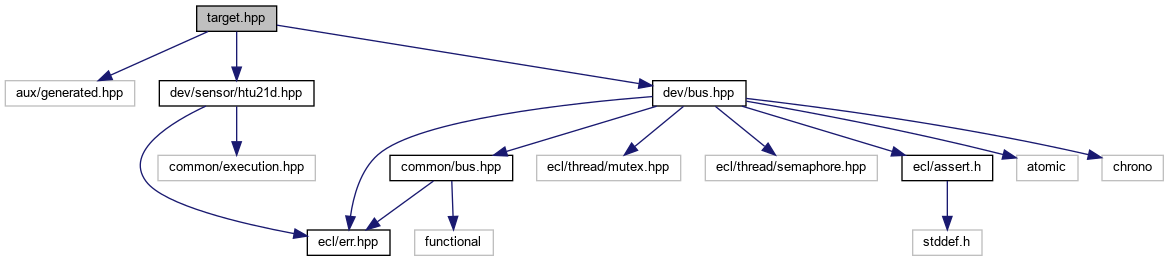 target.hpp
aux/generated.hpp
dev/sensor/htu21d.hpp
dev/bus.hpp
common/execution.hpp
common/bus.hpp
ecl/thread/mutex.hpp
ecl/thread/semaphore.hpp
ecl/assert.h
atomic
chrono
ecl/err.hpp
functional
stddef.h